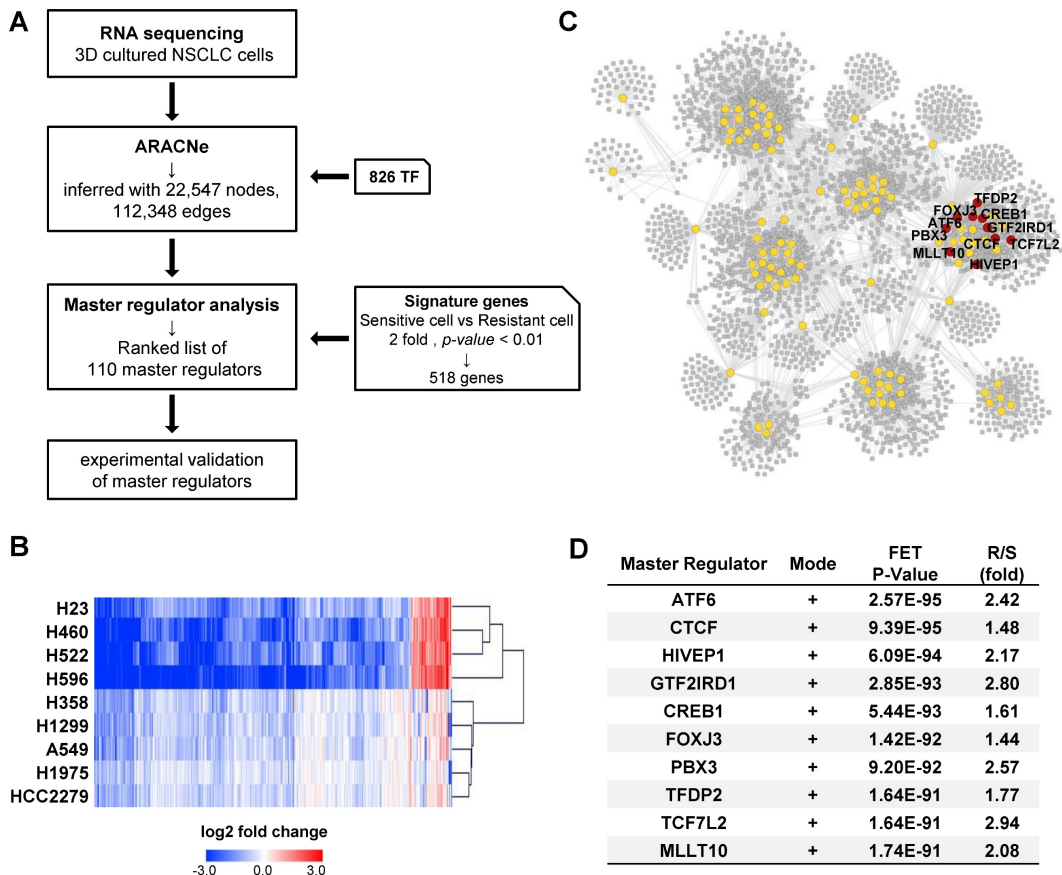 A
RNA sequencing
3D cultured NSCLC cells
ARACNe
↓
inferred with 22,547 nodes,
112,348 edges
826 TF
Master regulator analysis
↓
Ranked list of
110 master regulators
Signature genes
Sensitive cell vs Resistant cell
2 fold , p-value < 0.01
↓
518 genes
experimental validation
of master regulators
B
H23
H460
H522
H596
H358
H1299
A549
H1975
HCC2279
log2 fold change
-3.0 0.0 3.0
C
TFDP2
FOXJ3
CREB1
ATF6
GTF2IRD1
PBX3
CTCF
TCF7L2
MLLT10
HIVEP1
D
Master Regulator Mode FET P-Value R/S (fold)
ATF6 + 2.57E-95 2.42
CTCF + 9.39E-95 1.48
HIVEP1 + 6.09E-94 2.17
GTF2IRD1 + 2.85E-93 2.80
CREB1 + 5.44E-93 1.61
FOXJ3 + 1.42E-92 1.44
PBX3 + 9.20E-92 2.57
TFDP2 + 1.64E-91 1.77
TCF7L2 + 1.64E-91 2.94
MLLT10 + 1.74E-91 2.08